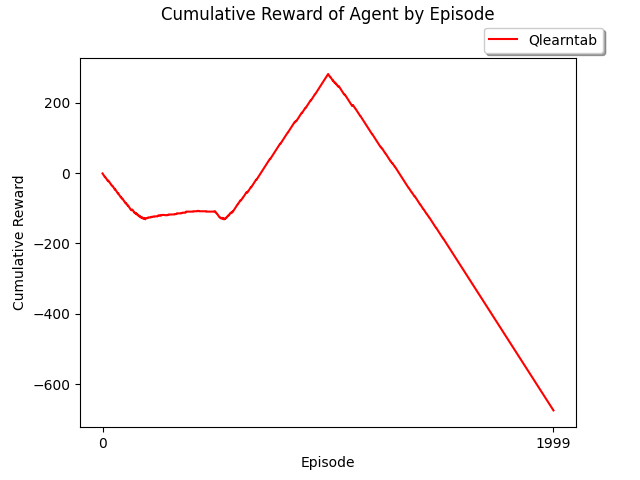 Cumulative Reward of Agent by Episode
Qlearntab
200
0
−200
−400
−600
Cumulative Reward
0
1999
Episode